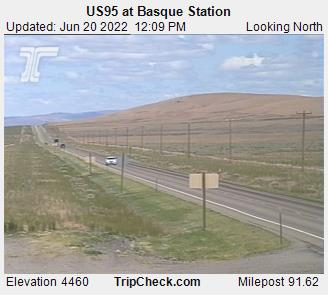 US95 at Basque Station
Updated: Jun 20 2022 12:09 PM Looking North
Elevation 4460 TripCheck.com Milepost 91.62